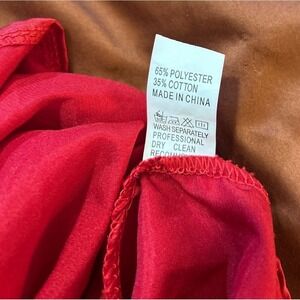 65% POLYESTER
35% COTTON
MADE IN CHINA
WASH SEPARATELY
PROFESSIONAL
DRY CLEAN